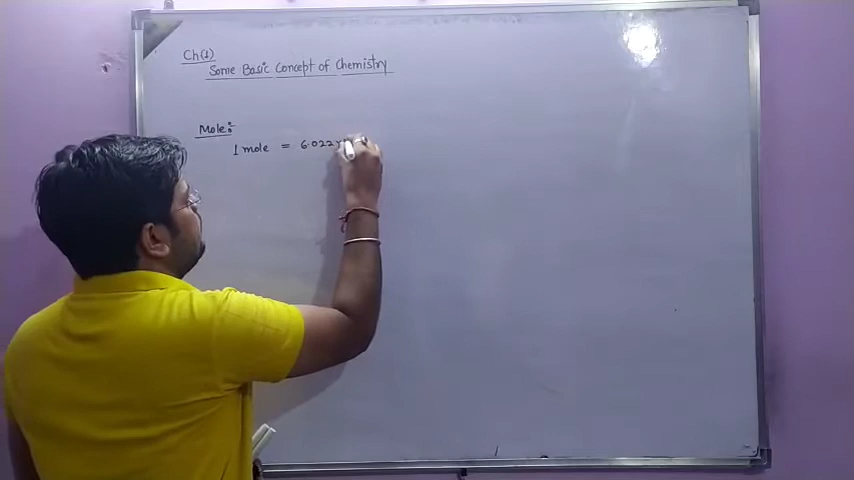 Ch(1)
Some Basic Concept of Chemistry
Mole:-
1 mole = 6.022×